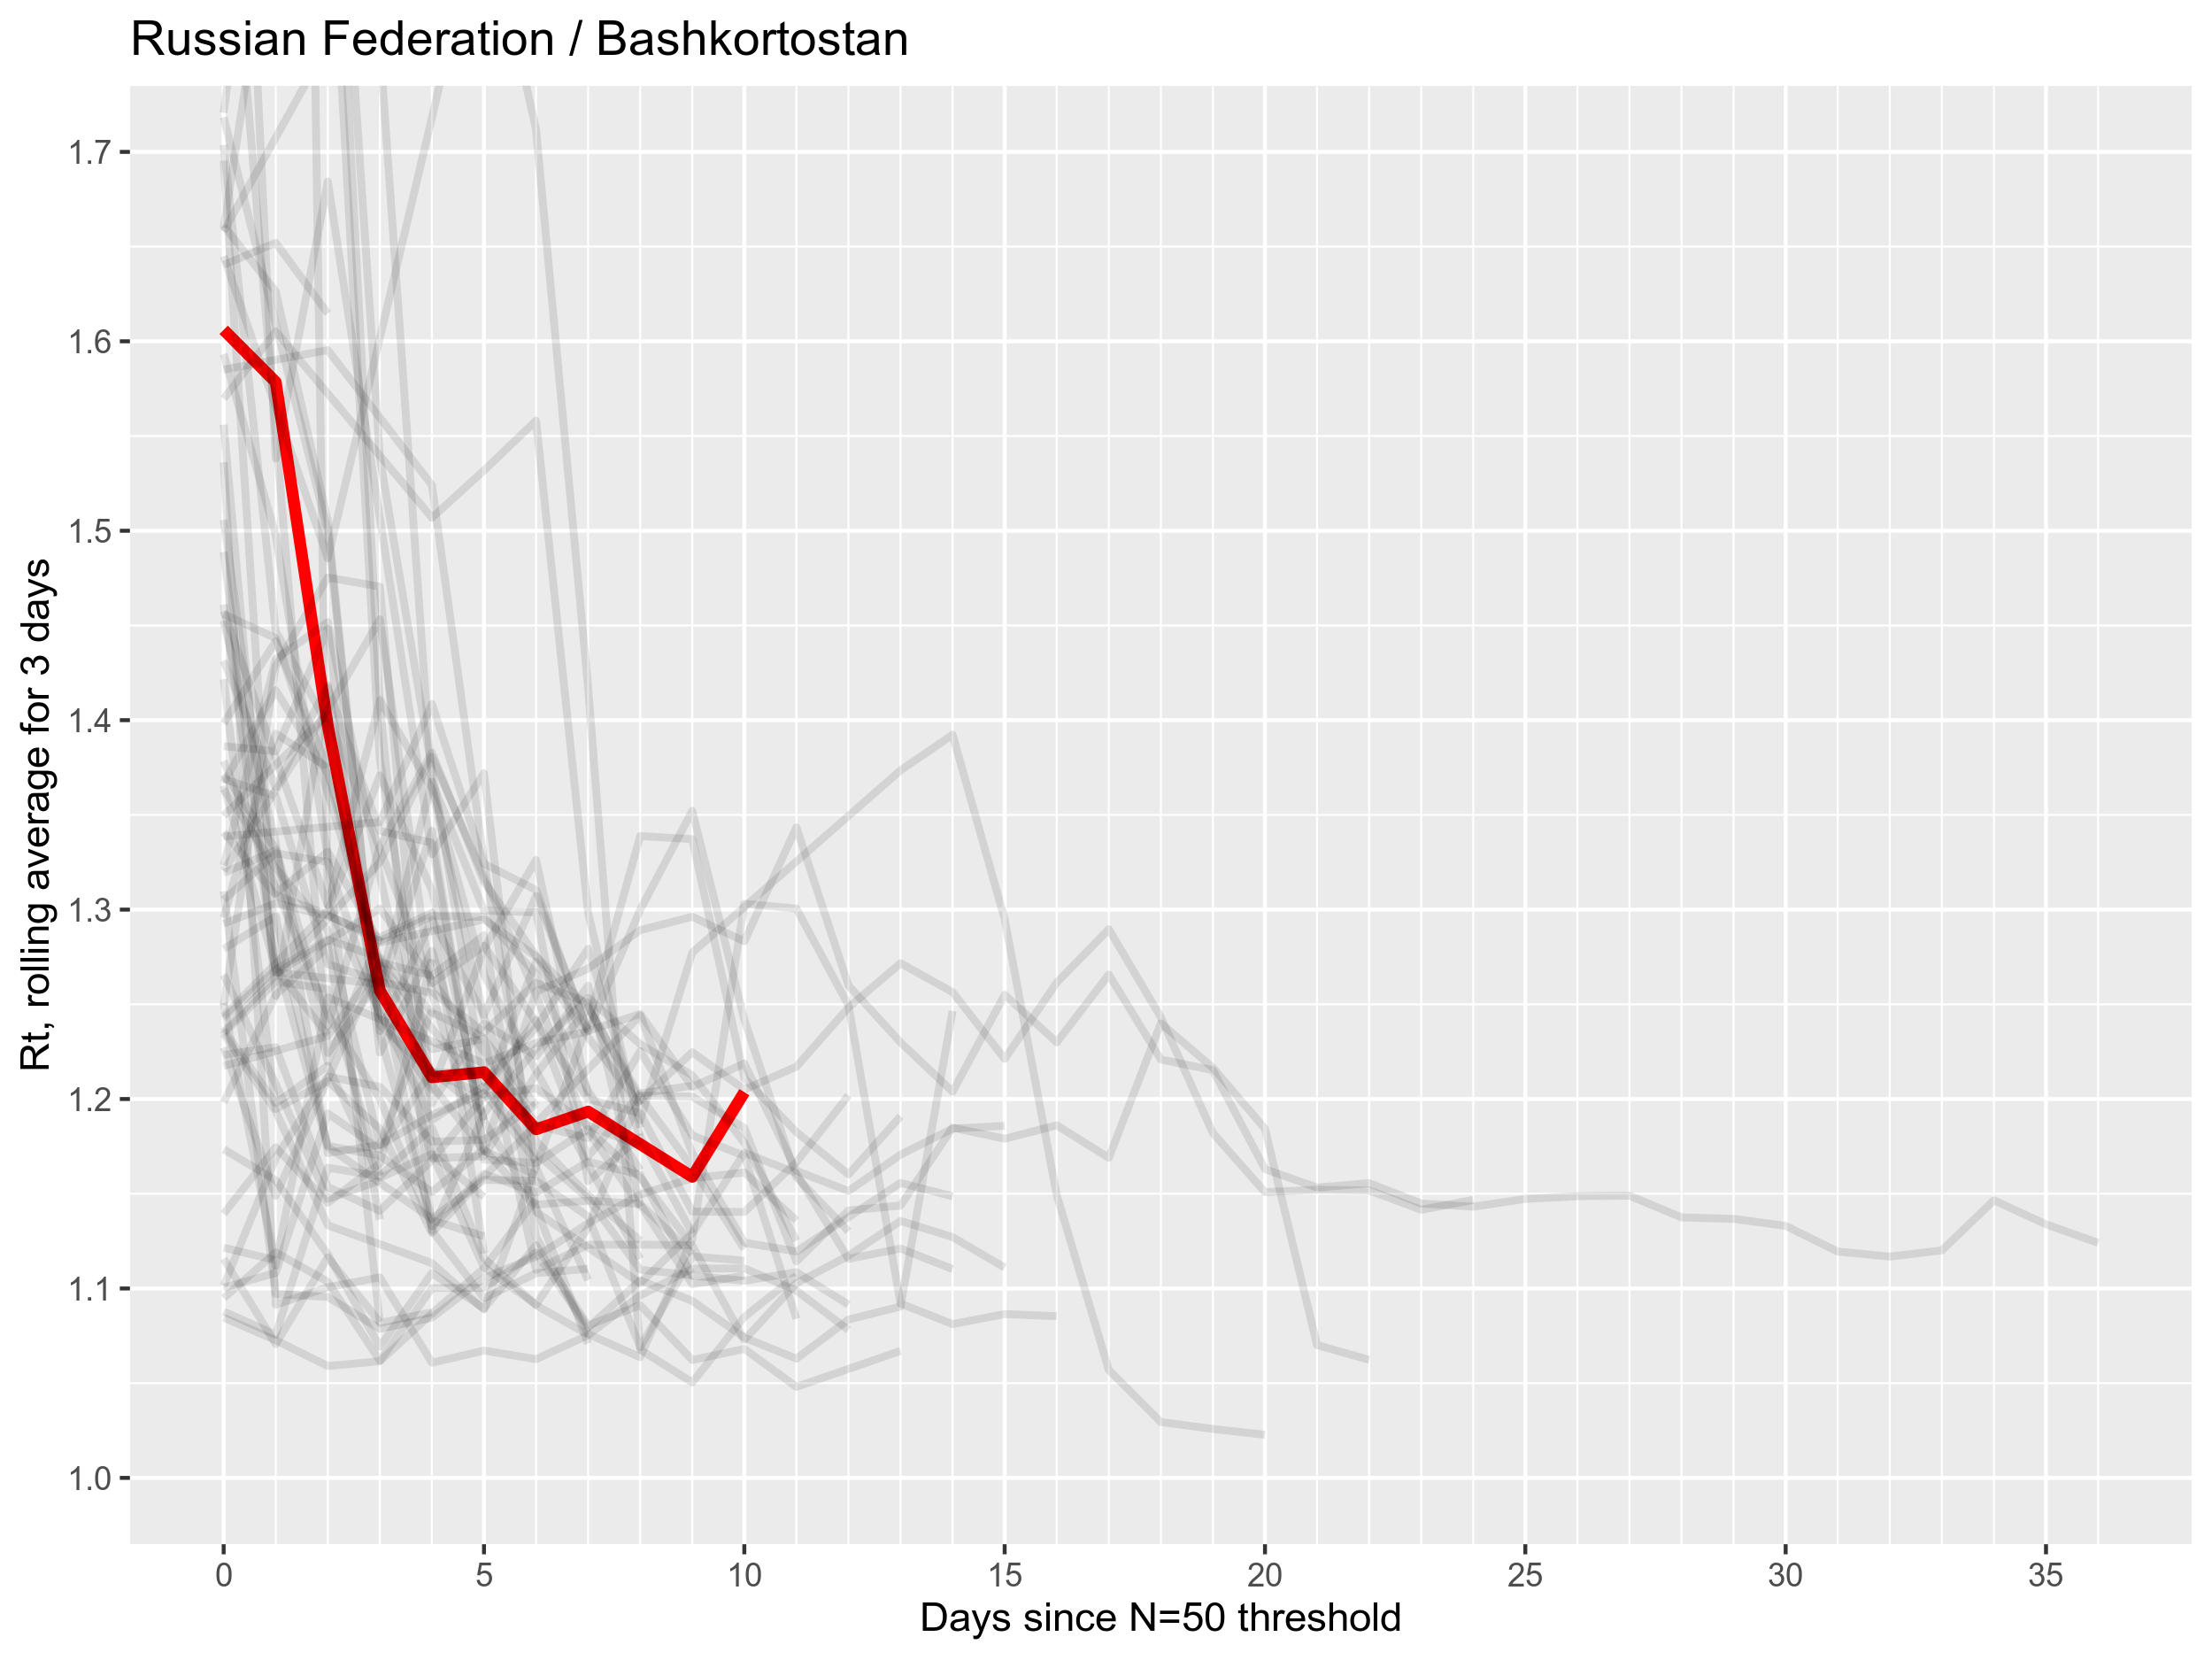 Russian Federation / Bashkortostan
Rt, rolling average for 3 days
1.7
1.6
1.5
1.4
1.3
1.2
1.1
1.0
0 5 10 15 20 25 30 35
Days since N=50 threshold